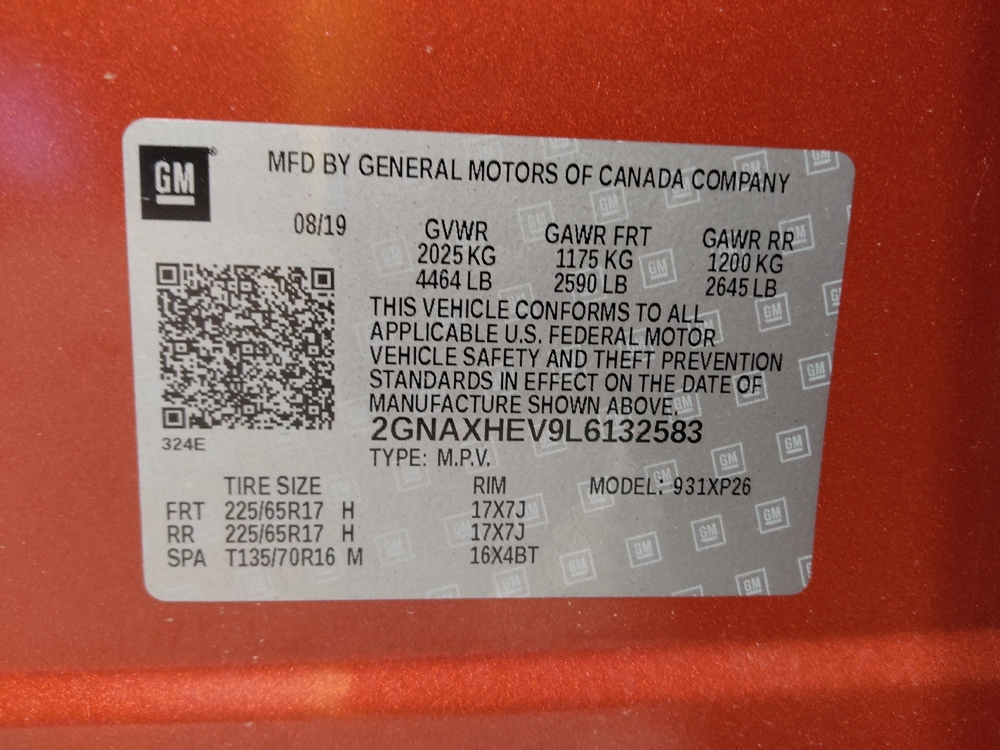 GM
MFD BY GENERAL MOTORS OF CANADA COMPANY
08/19
GVWR GAWR FRT GAWR RR
2025 KG 1175 KG 1200 KG
4464 LB 2590 LB 2645 LB
THIS VEHICLE CONFORMS TO ALL
APPLICABLE U.S. FEDERAL MOTOR
VEHICLE SAFETY AND THEFT PREVENTION
STANDARDS IN EFFECT ON THE DATE OF
MANUFACTURE SHOWN ABOVE.
324E
2GNAXHEV9L6132583
TYPE: M.P.V.
TIRE SIZE RIM MODEL: 931XP26
FRT 225/65R17 H 17X7J
RR 225/65R17 H 17X7J
SPA T135/70R16 M 16X4BT